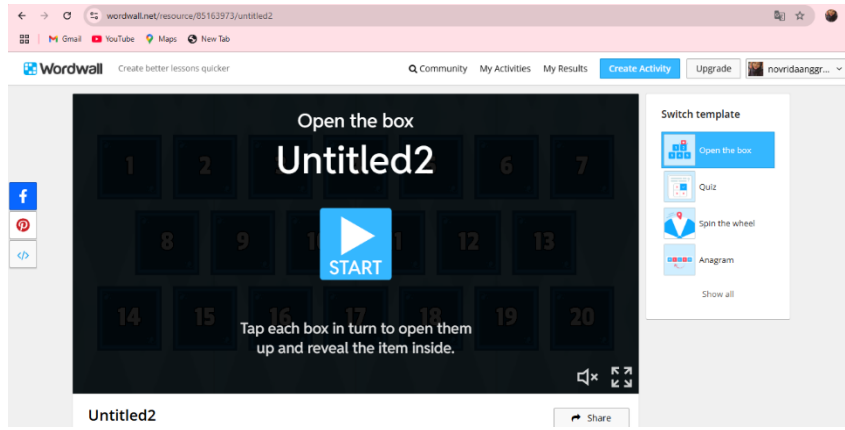 wordwall.net/resource/85163973/untitled2
Gmail YouTube Maps New Tab
Wordwall Create better lessons quicker Community My Activities My Results Create Activity Upgrade novridaanggr...
Open the box
Untitled2
1 2 6 7
8 9 10 11 12 13
14 15 16 17 18 19 20
START
Tap each box in turn to open them
up and reveal the item inside.
Switch template
Open the box
Quiz
Spin the wheel
Anagram
Show all
Untitled2
Share